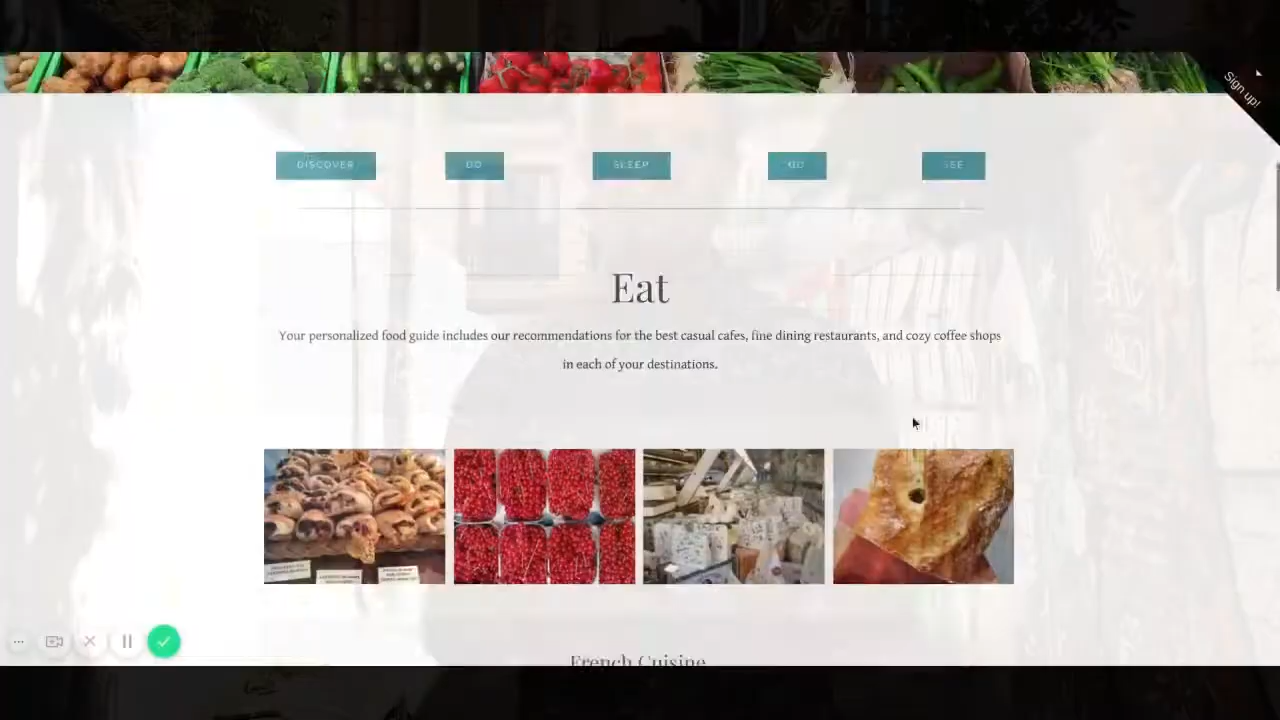 Sign up!
DISCOVER
DO
SLEEP
SEE
Eat
Your personalized food guide includes our recommendations for the best casual cafes, fine dining restaurants, and cozy coffee shops
in each of your destinations.
French Cuisine